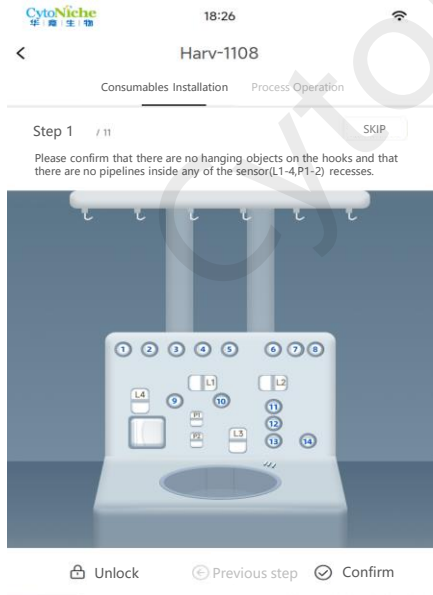 CytoNiche
华龛生物
18:26
Harv-1108
Consumables Installation Process Operation
Step 1 / 11 SKIP
Please confirm that there are no hanging objects on the hooks and that
there are no pipelines inside any of the sensor(L1-4,P1-2) recesses.
1 2 3 4 5 6 7 8
L1 L2
L4
9 10 11
P1
12
P2 L3 13 14
Unlock Previous step Confirm
Cyto